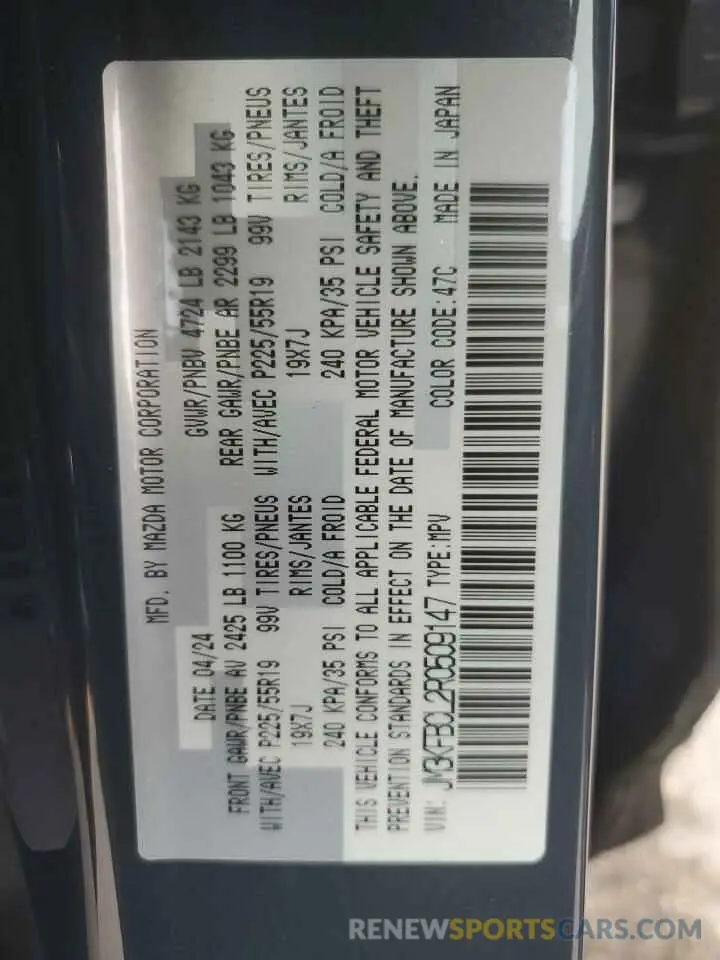 MFD. BY MAZDA MOTOR CORPORATION
DATE 04/24 GVWR/PNBV 4724 LB 2143 KG
FRONT GAWR/PNBE AV 2425 LB 1100 KG REAR GAWR/PNBE AR 2299 LB 1043 KG
WITH/AVEC P225/55R19 99V TIRES/PNEUS WITH/AVEC P225/55R19 99V TIRES/PNEUS
19X7J RIMS/JANTES 19X7J RIMS/JANTES
240 KPA/35 PSI COLD/A FROID 240 KPA/35 PSI COLD/A FROID
THIS VEHICLE CONFORMS TO ALL APPLICABLE FEDERAL MOTOR VEHICLE SAFETY AND THEFT
PREVENTION STANDARDS IN EFFECT ON THE DATE OF MANUFACTURE SHOWN ABOVE.
VIN: JM3KFBCL2R0509147 TYPE:MPV COLOR CODE:47C MADE IN JAPAN
RENEWSPORTSCARS.COM